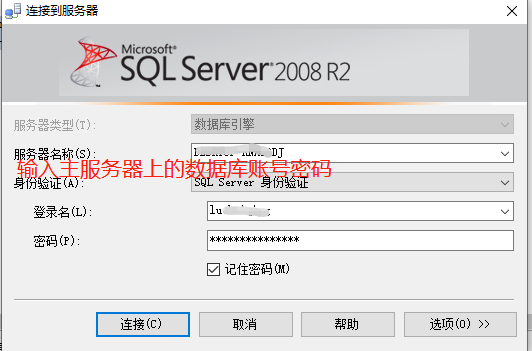 连接到服务器
Microsoft®
SQL Server® 2008 R2
服务器类型(T):
数据库引擎
服务器名称(S):
DJ
输入主服务器上的数据库账号密码
身份验证(A):
SQL Server 身份验证
登录名(L):
lu
密码(P):
***************
记住密码(M)
连接(C)
取消
帮助
选项(O) >>